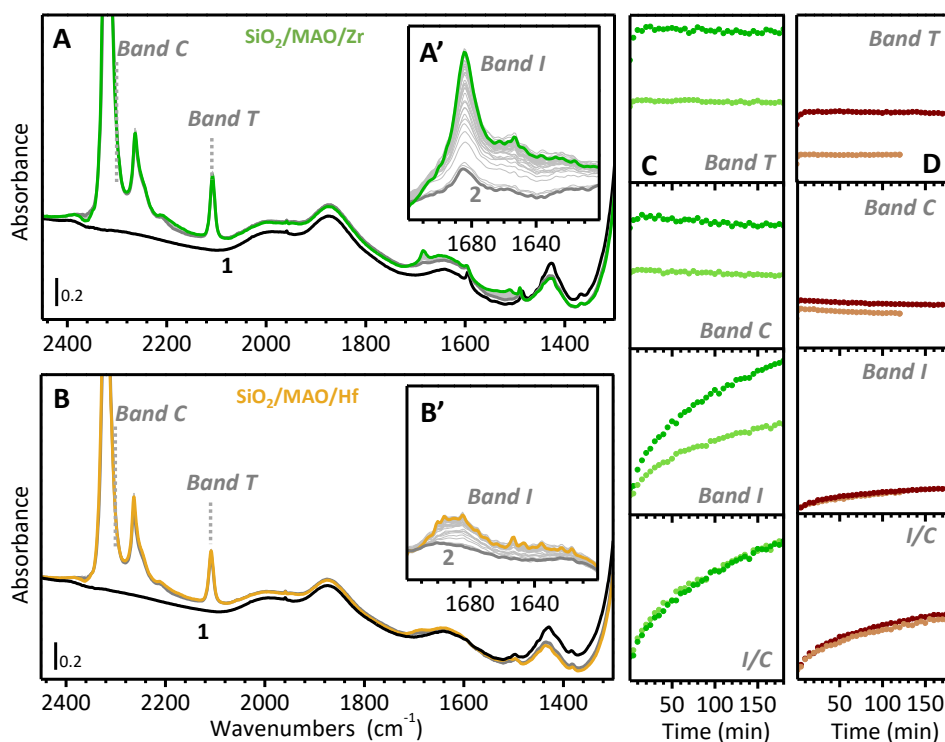 A
SiO2/MAO/Zr
Band C
Band T
1
0.2
Absorbance
2400 2200 2000 1800 1600 1400
A'
Band I
2
1680 1640
B
SiO2/MAO/Hf
Band C
Band T
1
0.2
Absorbance
2400 2200 2000 1800 1600 1400
Wavenumbers (cm-1)
B'
Band I
2
1680 1640
C
Band T
Band C
Band I
I/C
50 100 150
Time (min)
Band T
D
Band C
Band I
I/C
50 100 150
Time (min)